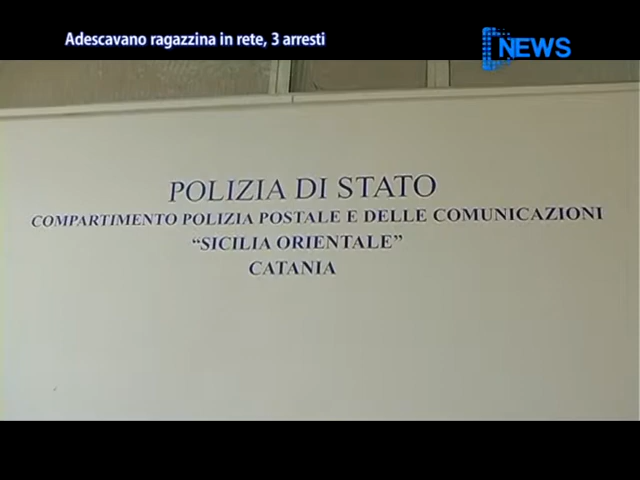 Adescavano ragazzina in rete, 3 arresti
NEWS
POLIZIA DI STATO
COMPARTIMENTO POLIZIA POSTALE E DELLE COMUNICAZIONI
“SICILIA ORIENTALE”
CATANIA